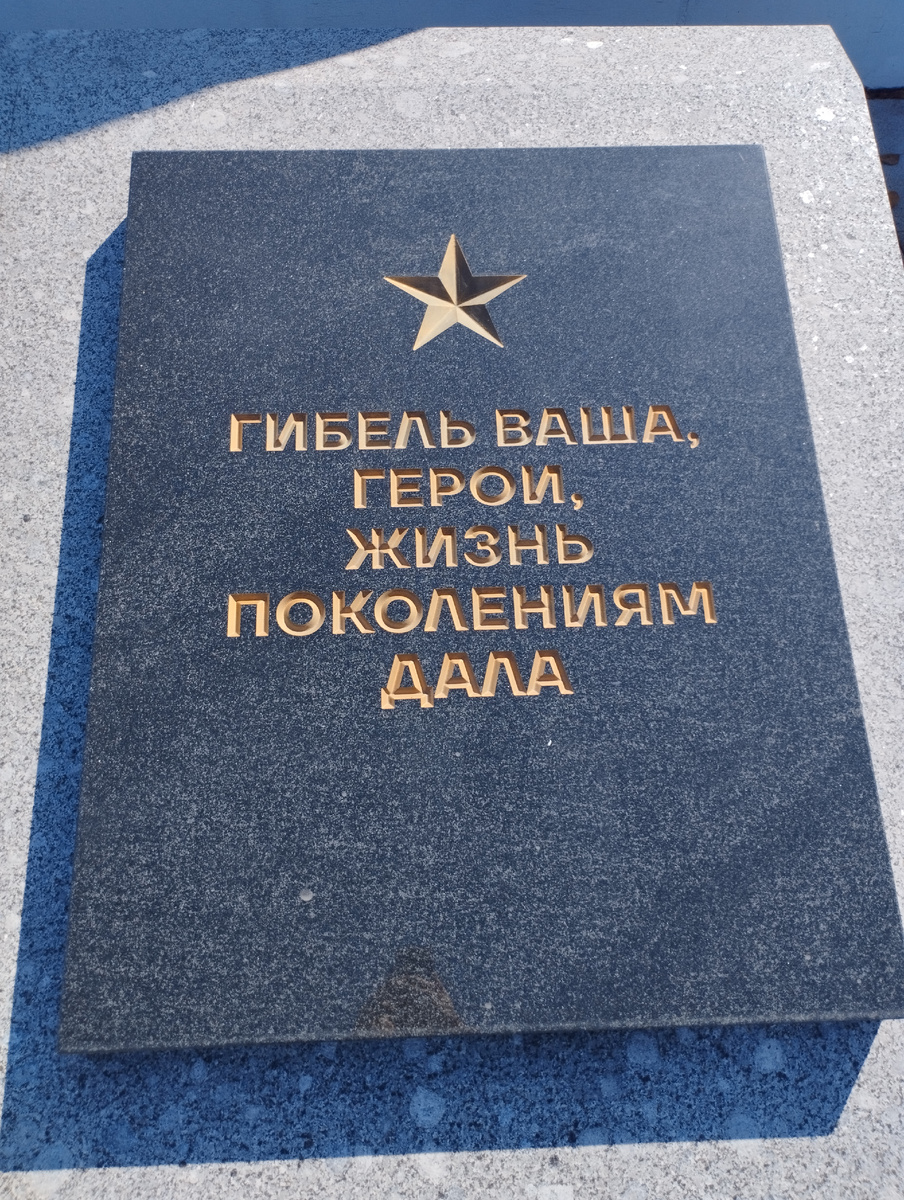 ГИБЕЛЬ ВАША,
ГЕРОИ,
ЖИЗНЬ
ПОКОЛЕНИЯМ
ДАЛА